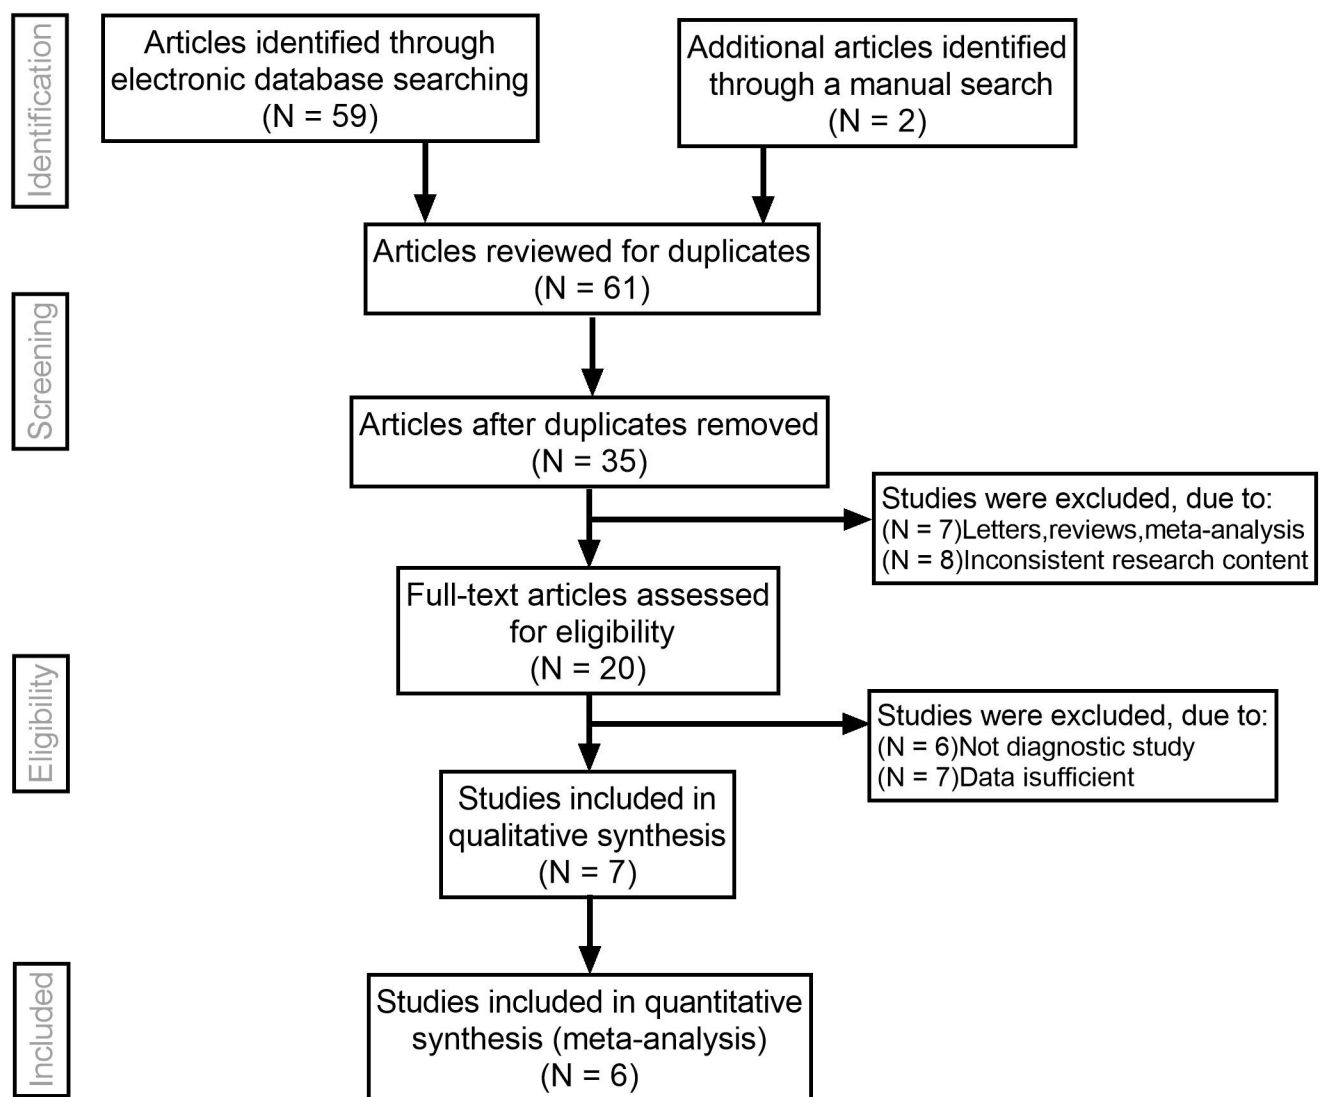 Identification
Articles identified through
electronic database searching
(N = 59)
Additional articles identified
through a manual search
(N = 2)
Articles reviewed for duplicates
(N = 61)
Screening
Articles after duplicates removed
(N = 35)
Studies were excluded, due to:
(N = 7)Letters,reviews,meta-analysis
(N = 8)Inconsistent research content
Full-text articles assessed
for eligibility
(N = 20)
Eligibility
Studies were excluded, due to:
(N = 6)Not diagnostic study
(N = 7)Data isufficient
Studies included in
qualitative synthesis
(N = 7)
Included
Studies included in quantitative
synthesis (meta-analysis)
(N = 6)